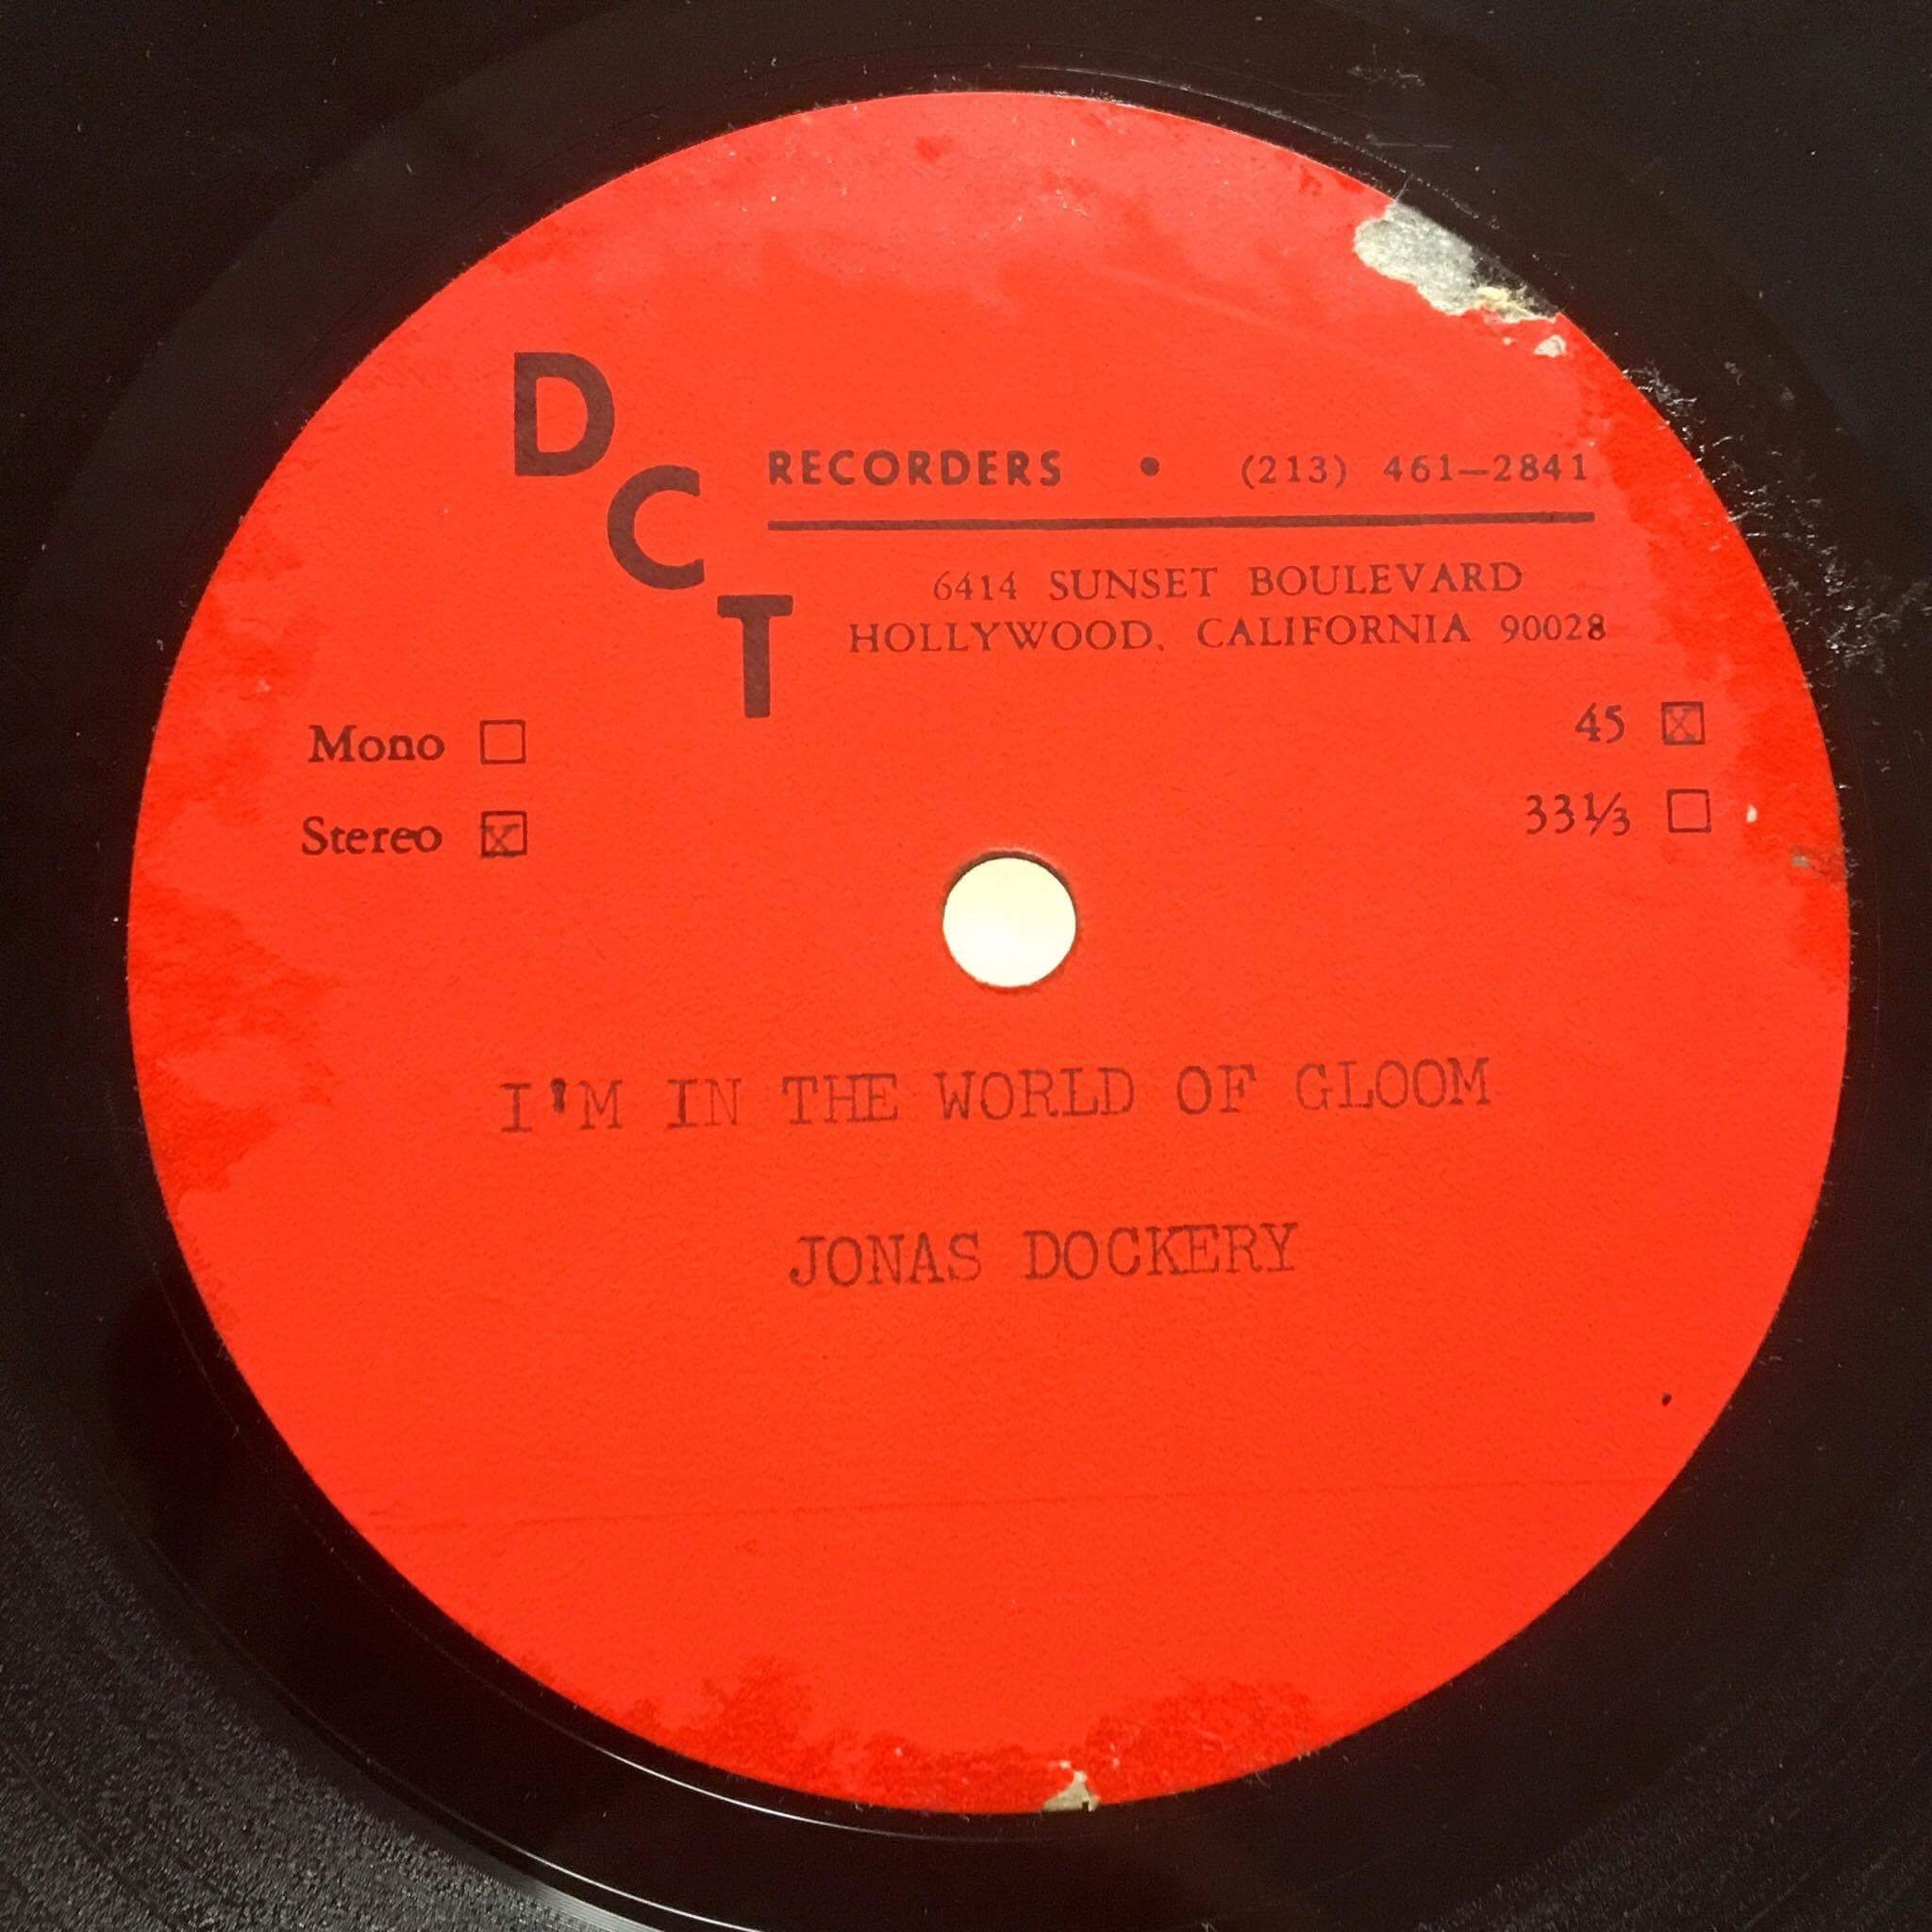 DCT
RECORDERS • (213) 461—2841
6414 SUNSET BOULEVARD
HOLLYWOOD, CALIFORNIA 90028
Mono ☐
Stereo ☒
45 ☒
33⅓ ☐
I'M IN THE WORLD OF GLOOM
JONAS DOCKERY